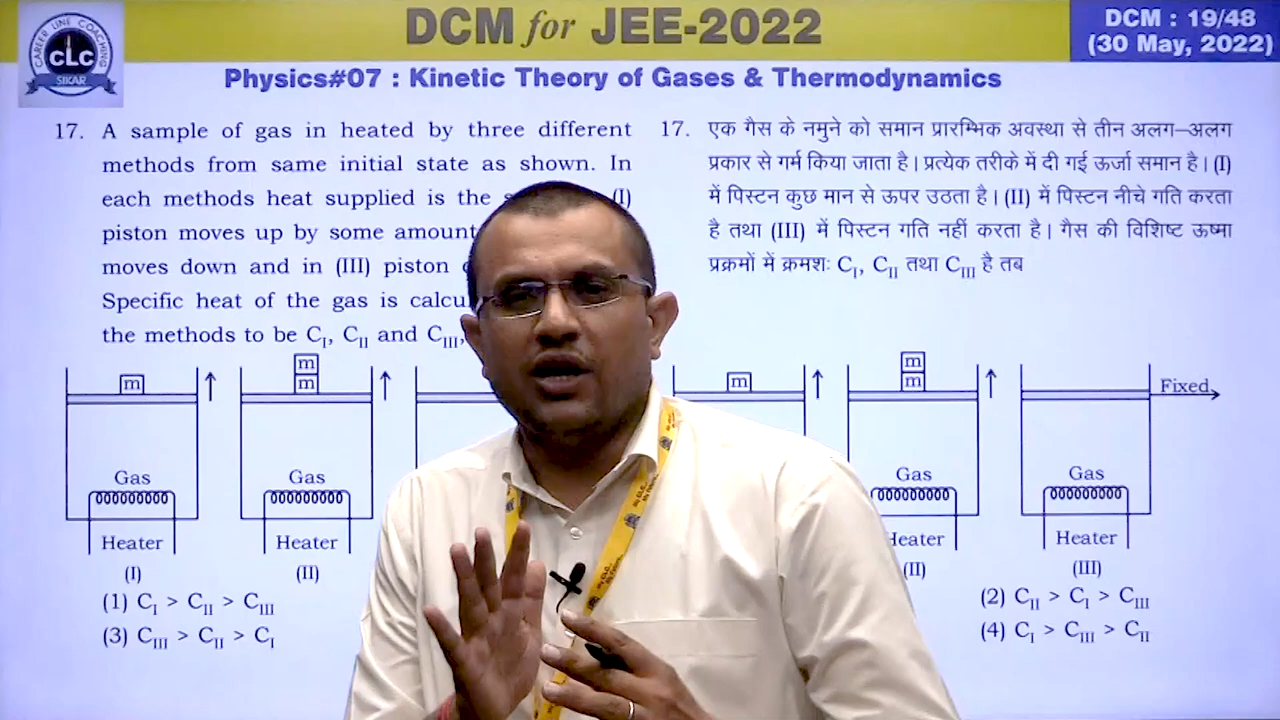 DCM for JEE-2022
DCM : 19/48
(30 May, 2022)
CAREER LINE COACHING
CLC
SIKAR
Physics#07 : Kinetic Theory of Gases & Thermodynamics
17. A sample of gas in heated by three different
methods from same initial state as shown. In
each methods heat supplied is the (I)
piston moves up by some amount
moves down and in (III) piston
Specific heat of the gas is
the methods to be CI, CII and CIII,
17. एक गैस के नमुने को समान प्रारम्भिक अवस्था से तीन अलग–अलग
प्रकार से गर्म किया जाता है। प्रत्येक तरीके में दी गई ऊर्जा समान है। (I)
में पिस्टन कुछ मान से ऊपर उठता है। (II) में पिस्टन नीचे गति करता
है तथा (III) में पिस्टन गति नहीं करता है। गैस की विशिष्ट ऊष्मा
प्रक्रमों में क्रमशः CI, CII तथा CIII है तब
m
Gas
Heater
(I)
m
m
Gas
Heater
(II)
m
m
m
Gas
Heater
(II)
Fixed
Gas
Heater
(III)
(1) CI > CII > CIII
(2) CII > CI > CIII
(3) CIII > CII > CI
(4) CI > CIII > CII